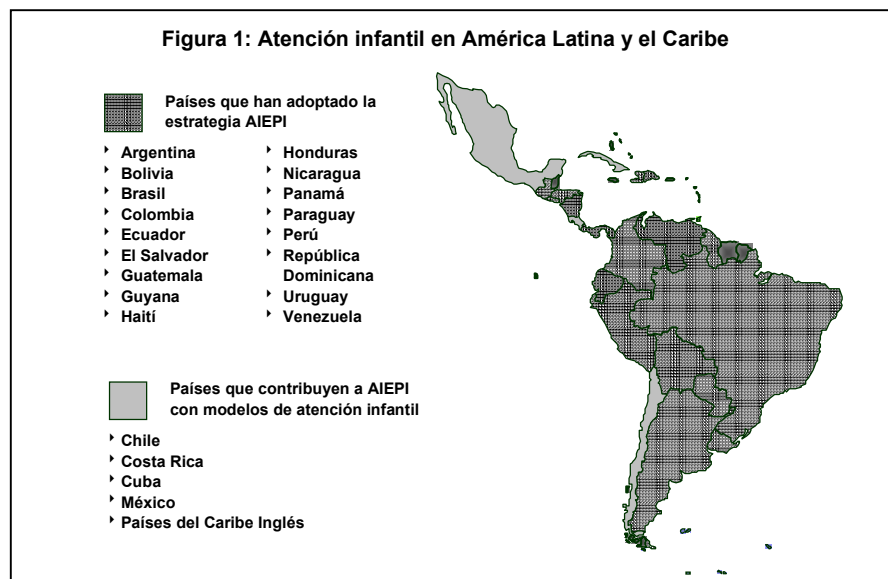 Figura 1: Atención infantil en América Latina y el Caribe
Países que han adoptado la
estrategia AIEPI
Argentina
Bolivia
Brasil
Colombia
Ecuador
El Salvador
Guatemala
Guyana
Haití
Honduras
Nicaragua
Panamá
Paraguay
Perú
República
Dominicana
Uruguay
Venezuela
Países que contribuyen a AIEPI
con modelos de atención infantil
Chile
Costa Rica
Cuba
México
Países del Caribe Inglés